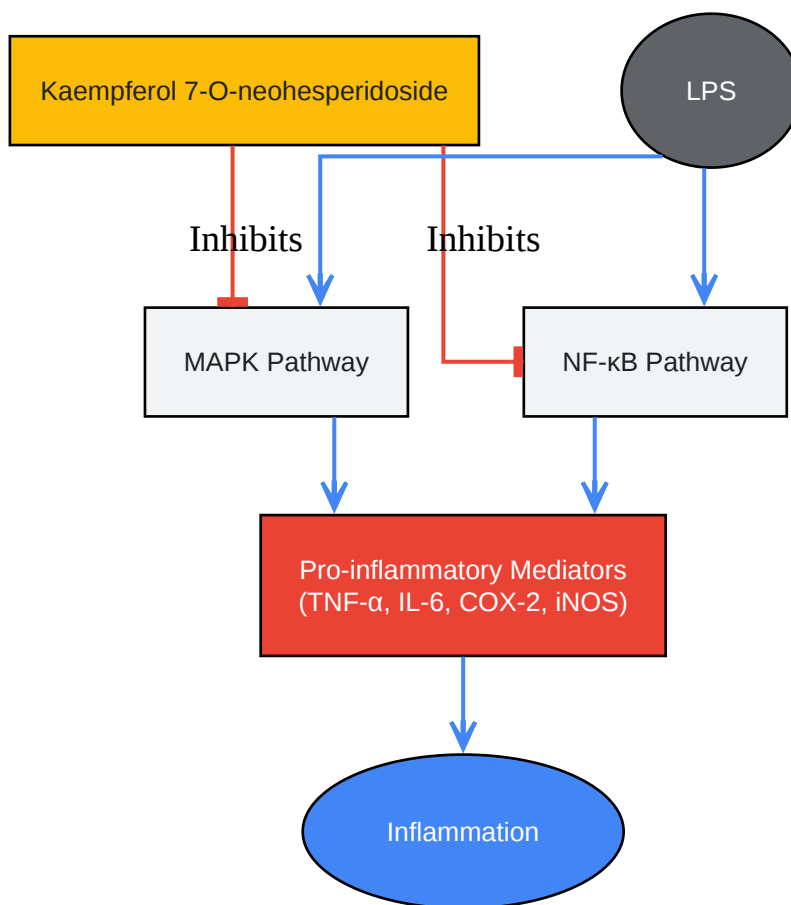 Kaempferol 7-O-neohesperidoside
LPS
Inhibits
Inhibits
MAPK Pathway
NF-κB Pathway
Pro-inflammatory Mediators
(TNF-α, IL-6, COX-2, iNOS)
Inflammation